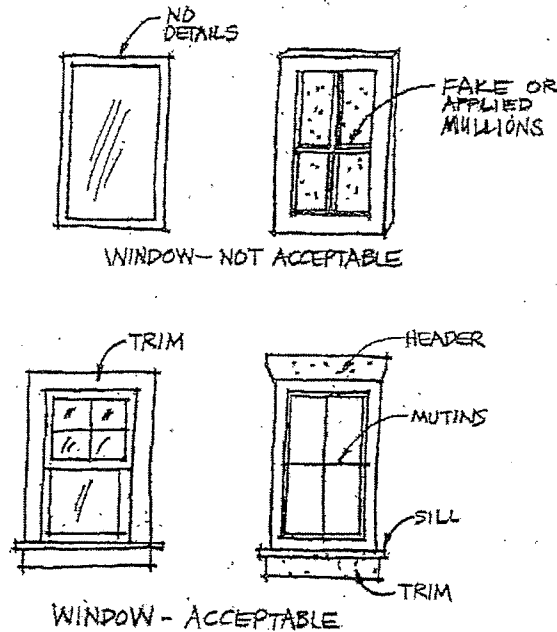 NO
DETAILS
FAKE OR
APPLIED
MULLIONS
WINDOW - NOT ACCEPTABLE
TRIM
HEADER
MUTINS
SILL
TRIM
WINDOW - ACCEPTABLE